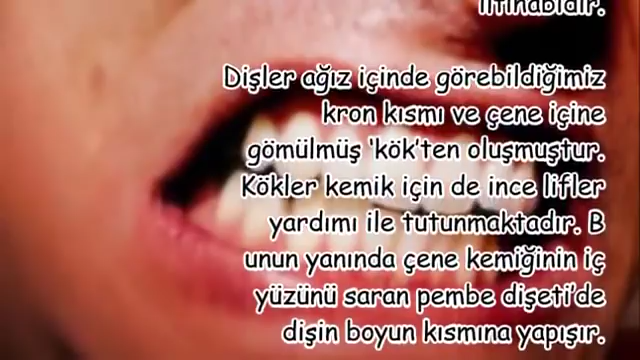 iltihabıdır.
Dişler ağız içinde görebildiğimiz
kron kısmı ve çene içine
gömülmüş 'kök'ten oluşmuştur.
Kökler kemik için de ince lifler
yardımı ile tutunmaktadır. B
unun yanında çene kemiğinin iç
yüzünü saran pembe dişeti'de
dişin boyun kısmına yapışır.